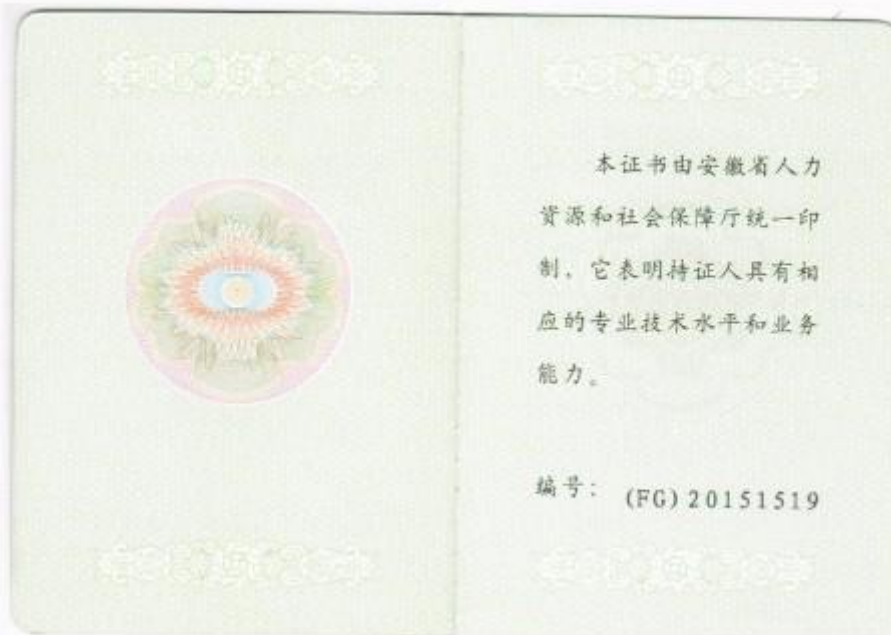 本证书由安徽省人力
资源和社会保障厅统一印
制，它表明持证人具有相
应的专业技术水平和业务
能力。
编号： (FG)20151519